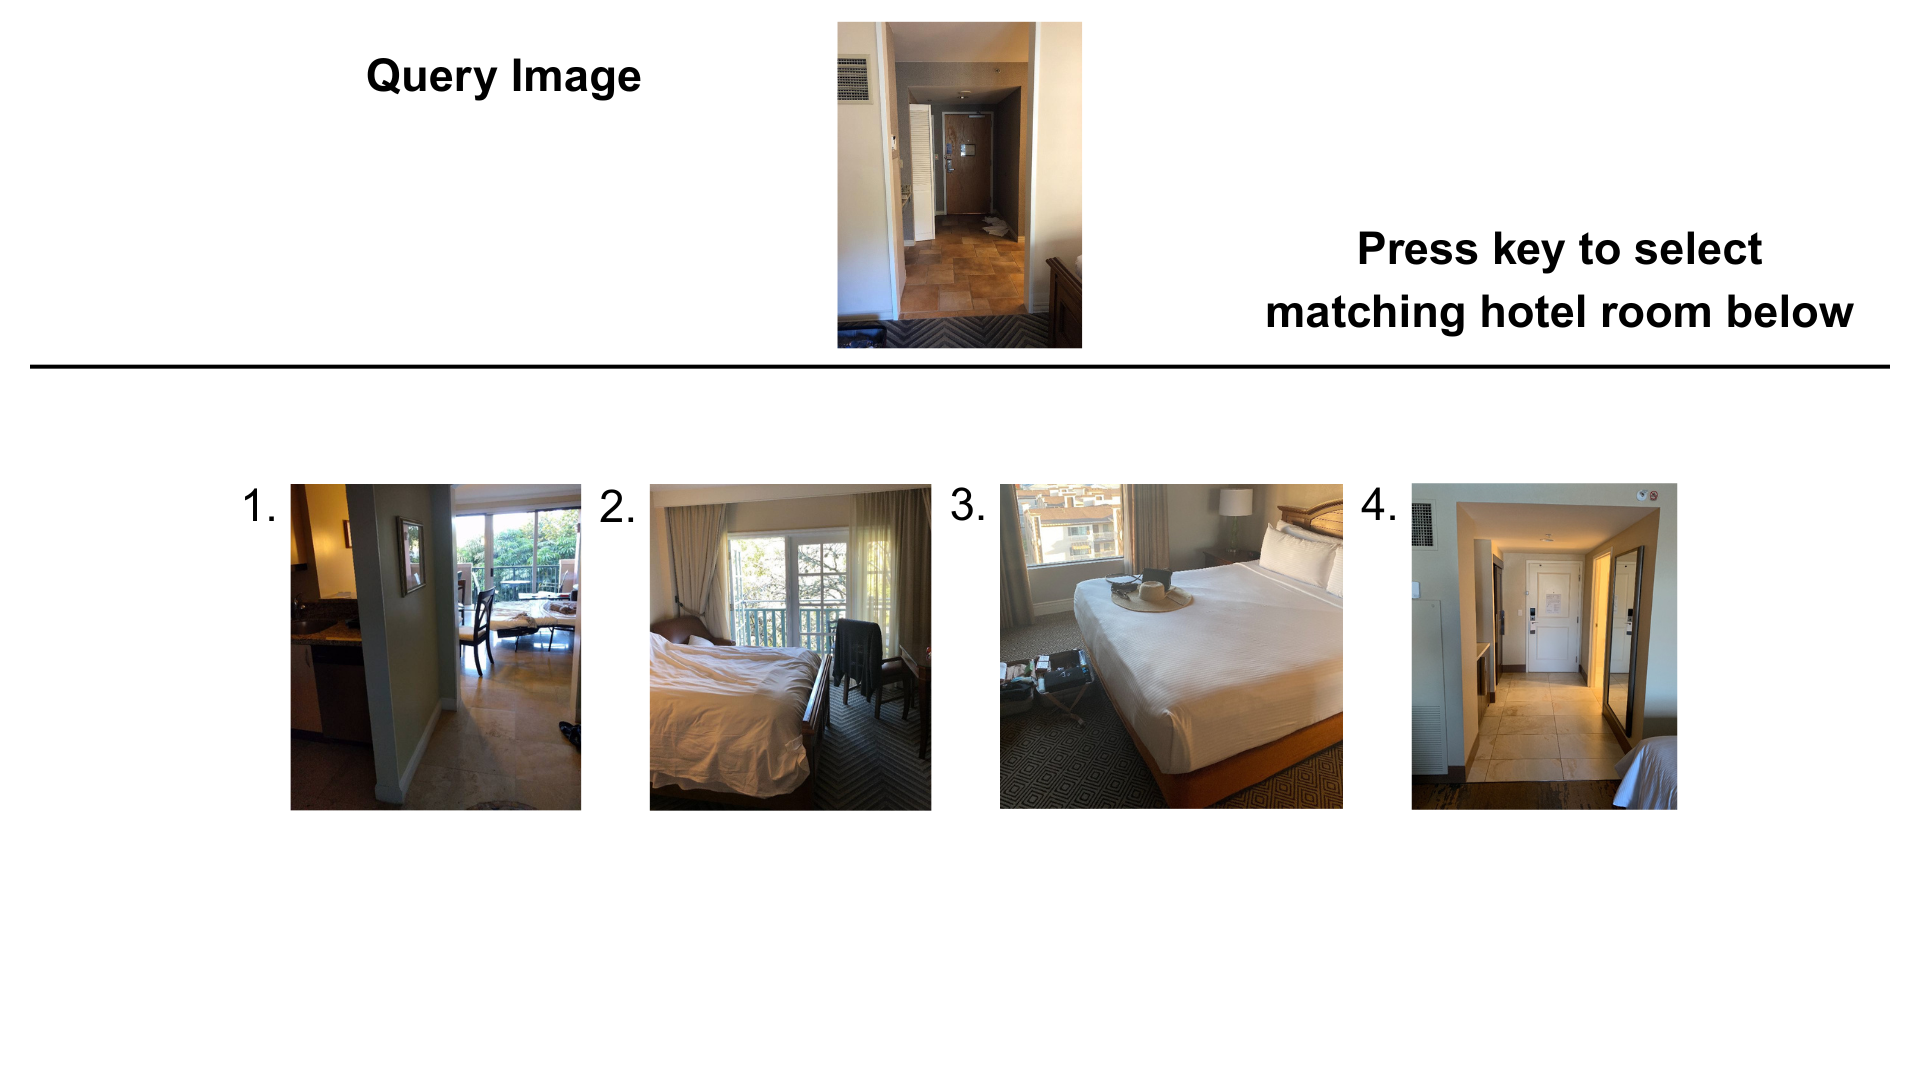 Query Image
Press key to select
matching hotel room below
1.
2.
3.
4.